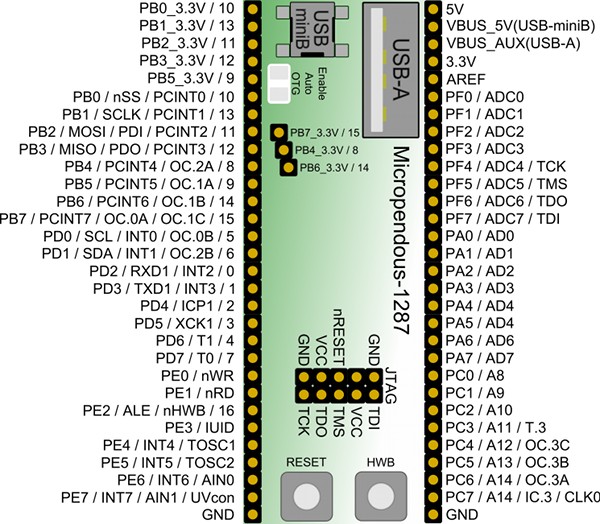 PB0_3.3V / 10
PB1_3.3V / 13
PB2_3.3V / 11
PB3_3.3V / 12
PB5_3.3V / 9
PB0 / nSS / PCINT0 / 10
PB1 / SCLK / PCINT1 / 13
PB2 / MOSI / PDI / PCINT2 / 11
PB3 / MISO / PDO / PCINT3 / 12
PB4 / PCINT4 / OC.2A / 8
PB5 / PCINT5 / OC.1A / 9
PB6 / PCINT6 / OC.1B / 14
PB7 / PCINT7 / OC.0A / OC.1C / 15
PD0 / SCL / INT0 / OC.0B / 5
PD1 / SDA / INT1 / OC.2B / 6
PD2 / RXD1 / INT2 / 0
PD3 / TXD1 / INT3 / 1
PD4 / ICP1 / 2
PD5 / XCK1 / 3
PD6 / T1 / 4
PD7 / T0 / 7
PE0 / nWR
PE1 / nRD
PE2 / ALE / nHWB / 16
PE3 / IUID
PE4 / INT4 / TOSC1
PE5 / INT5 / TOSC2
PE6 / INT6 / AIN0
PE7 / INT7 / AIN1 / UVcon
GND
USB
miniB
Enable
Auto
OTG
USB-A
PB7_3.3V / 15
PB4_3.3V / 8
PB6_3.3V / 14
Micropendous-1287
GND
VCC
nRESET
GND
JTAG
TCK
TDO
TMS
VCC
TDI
RESET
HWB
5V
VBUS_5V(USB-miniB)
VBUS_AUX(USB-A)
3.3V
AREF
PF0 / ADC0
PF1 / ADC1
PF2 / ADC2
PF3 / ADC3
PF4 / ADC4 / TCK
PF5 / ADC5 / TMS
PF6 / ADC6 / TDO
PF7 / ADC7 / TDI
PA0 / AD0
PA1 / AD1
PA2 / AD2
PA3 / AD3
PA4 / AD4
PA5 / AD4
PA6 / AD6
PA7 / AD7
PC0 / A8
PC1 / A9
PC2 / A10
PC3 / A11 / T.3
PC4 / A12 / OC.3C
PC5 / A13 / OC.3B
PC6 / A14 / OC.3A
PC7 / A14 / IC.3 / CLK0
GND